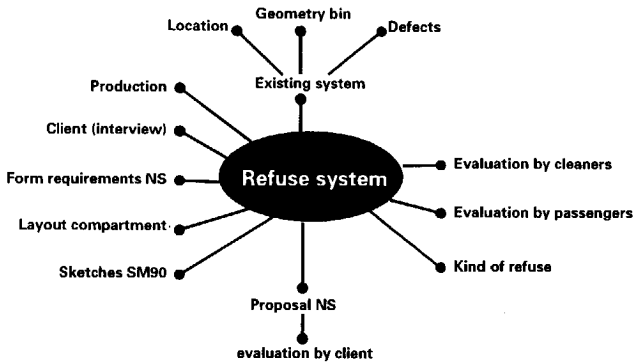 Geometry bin
Location
Defects
Existing system
Production
Client (interview)
Form requirements NS
Layout compartment
Sketches SM90
Refuse system
Evaluation by cleaners
Evaluation by passengers
Kind of refuse
Proposal NS
evaluation by client